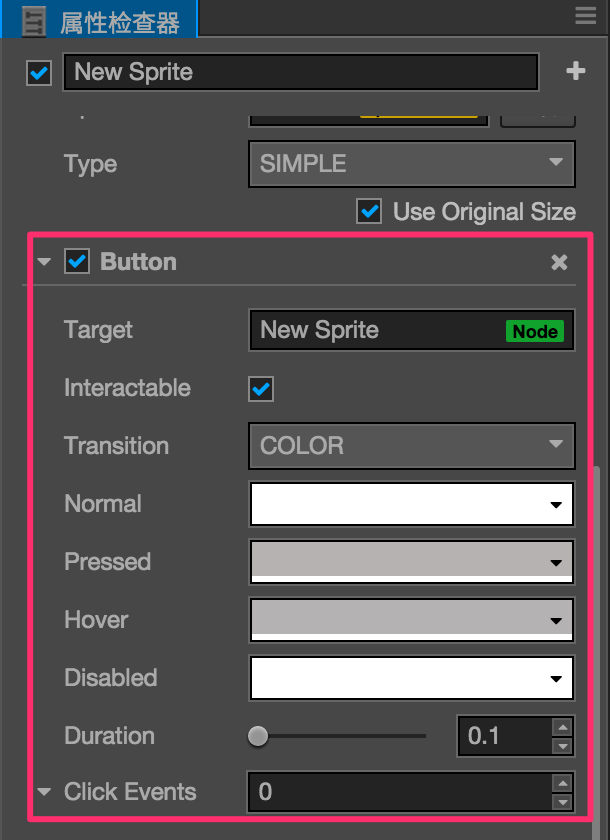 属性检查器
New Sprite
Type SIMPLE
Use Original Size
Button
Target New Sprite Node
Interactable
Transition COLOR
Normal
Pressed
Hover
Disabled
Duration 0.1
Click Events 0